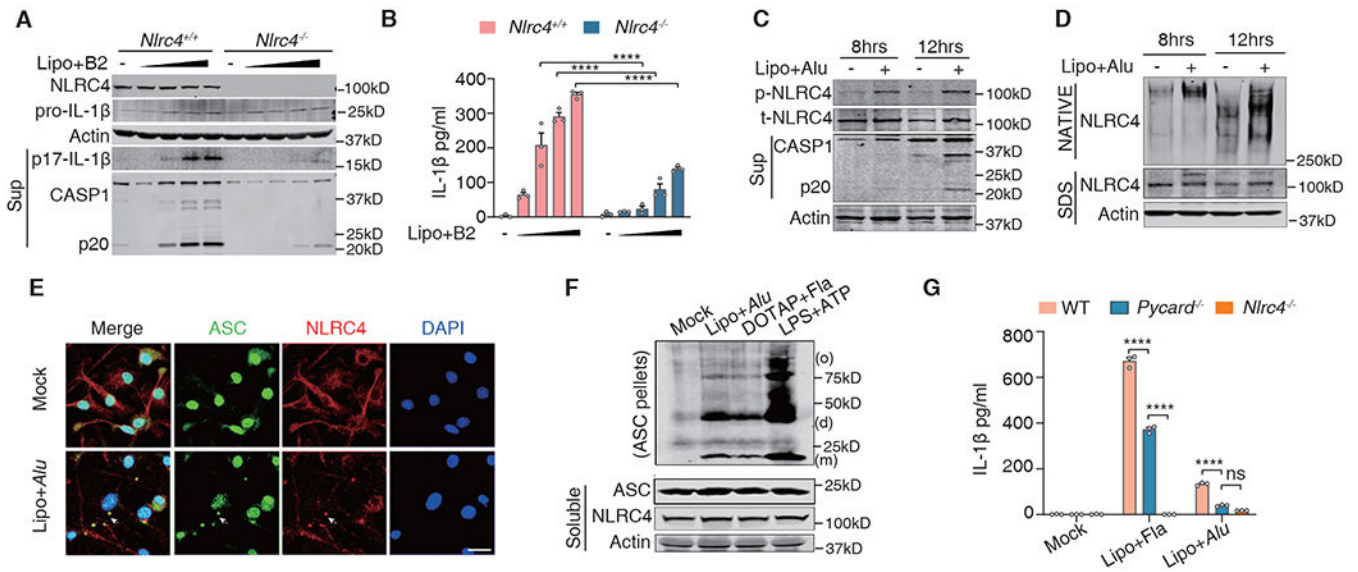 A
Nlrc4+/+ Nlrc4-/-
Lipo+B2 - -
NLRC4 100kD
pro-IL-1β 25kD
Actin 37kD
p17-IL-1β 15kD
Sup
CASP1 37kD
25kD
p20 20kD
B
Nlrc4+/+ Nlrc4-/-
****
****
****
IL-1β pg/ml
400
300
200
100
0
Lipo+B2 - -
C
8hrs 12hrs
Lipo+Alu - + - +
p-NLRC4 100kD
t-NLRC4 100kD
Sup
CASP1 37kD
25kD
p20 20kD
Actin 37kD
D
8hrs 12hrs
Lipo+Alu - + - +
NATIVE
NLRC4
250kD
SDS
NLRC4 100kD
Actin 37kD
E
Merge ASC NLRC4 DAPI
Mock
Lipo+Alu
F
Mock
Lipo+Alu
DOTAP+Fla
LPS+ATP
(ASC pellets)
(o)
75kD
50kD
(d)
25kD
(m)
Soluble
ASC 25kD
NLRC4 100kD
Actin 37kD
G
WT Pycard-/- Nlrc4-/-
IL-1β pg/ml
800
600
400
200
0
****
****
****
ns
Mock
Lipo+Fla
Lipo+Alu